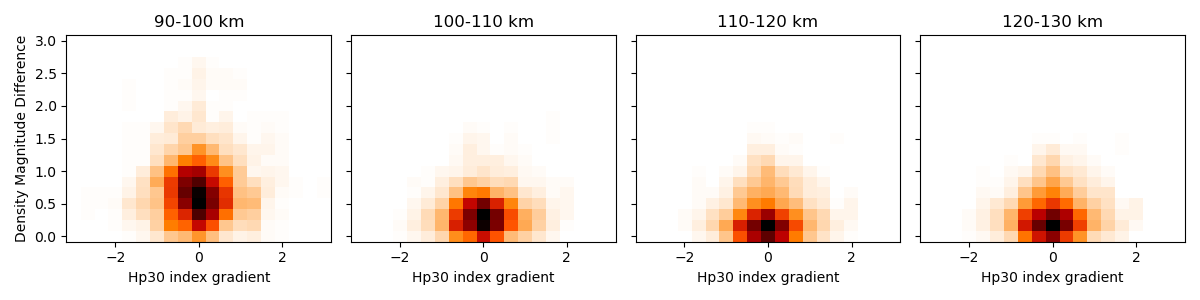 90-100 km
100-110 km
110-120 km
120-130 km
Density Magnitude Difference
3.0
2.5
2.0
1.5
1.0
0.5
0.0
−2 0 2
−2 0 2
−2 0 2
−2 0 2
Hp30 index gradient
Hp30 index gradient
Hp30 index gradient
Hp30 index gradient